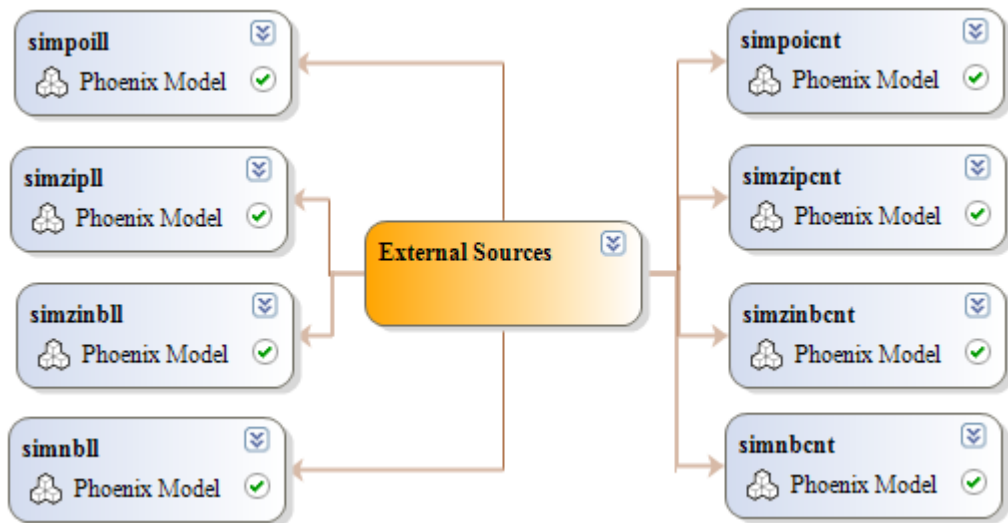 simpoill
Phoenix Model
simpoicnt
Phoenix Model
simzipll
Phoenix Model
simzipcnt
Phoenix Model
External Sources
simzinbll
Phoenix Model
simzinbcnt
Phoenix Model
simnbll
Phoenix Model
simnbcnt
Phoenix Model